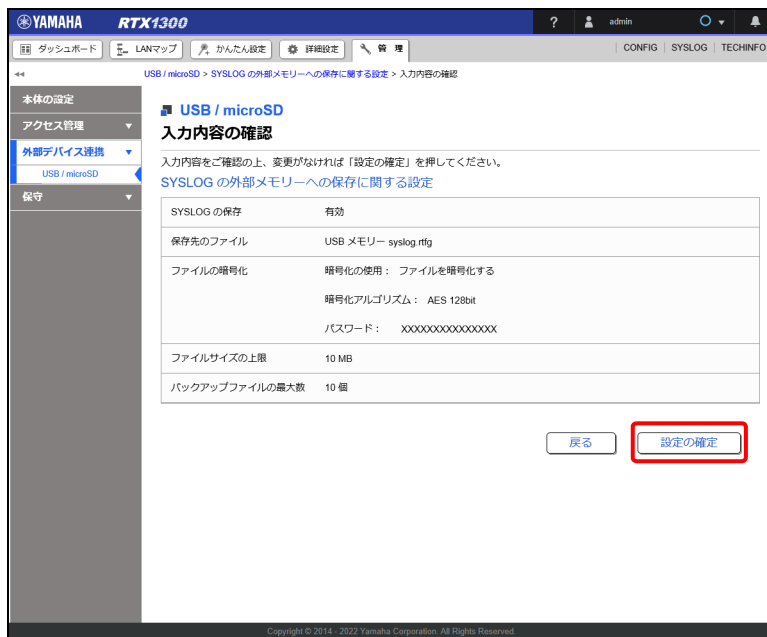 YAMAHA RTX1300 ? admin
ダッシュボード LANマップ かんたん設定 詳細設定 管理 CONFIG SYSLOG TECHINFO
◀◀ USB / microSD > SYSLOG の外部メモリーへの保存に関する設定 > 入力内容の確認
本体の設定
アクセス管理 ▼
外部デバイス連携 ▼
USB / microSD
保守 ▼
USB / microSD
入力内容の確認
入力内容をご確認の上、変更がなければ「設定の確定」を押してください。
SYSLOG の外部メモリーへの保存に関する設定
SYSLOG の保存 有効
保存先のファイル USB メモリー syslog.rtfg
ファイルの暗号化 暗号化の使用： ファイルを暗号化する
暗号化アルゴリズム： AES 128bit
パスワード： XXXXXXXXXXXXXXX
ファイルサイズの上限 10 MB
バックアップファイルの最大数 10 個
戻る 設定の確定
Copyright © 2014 - 2022 Yamaha Corporation. All Rights Reserved.